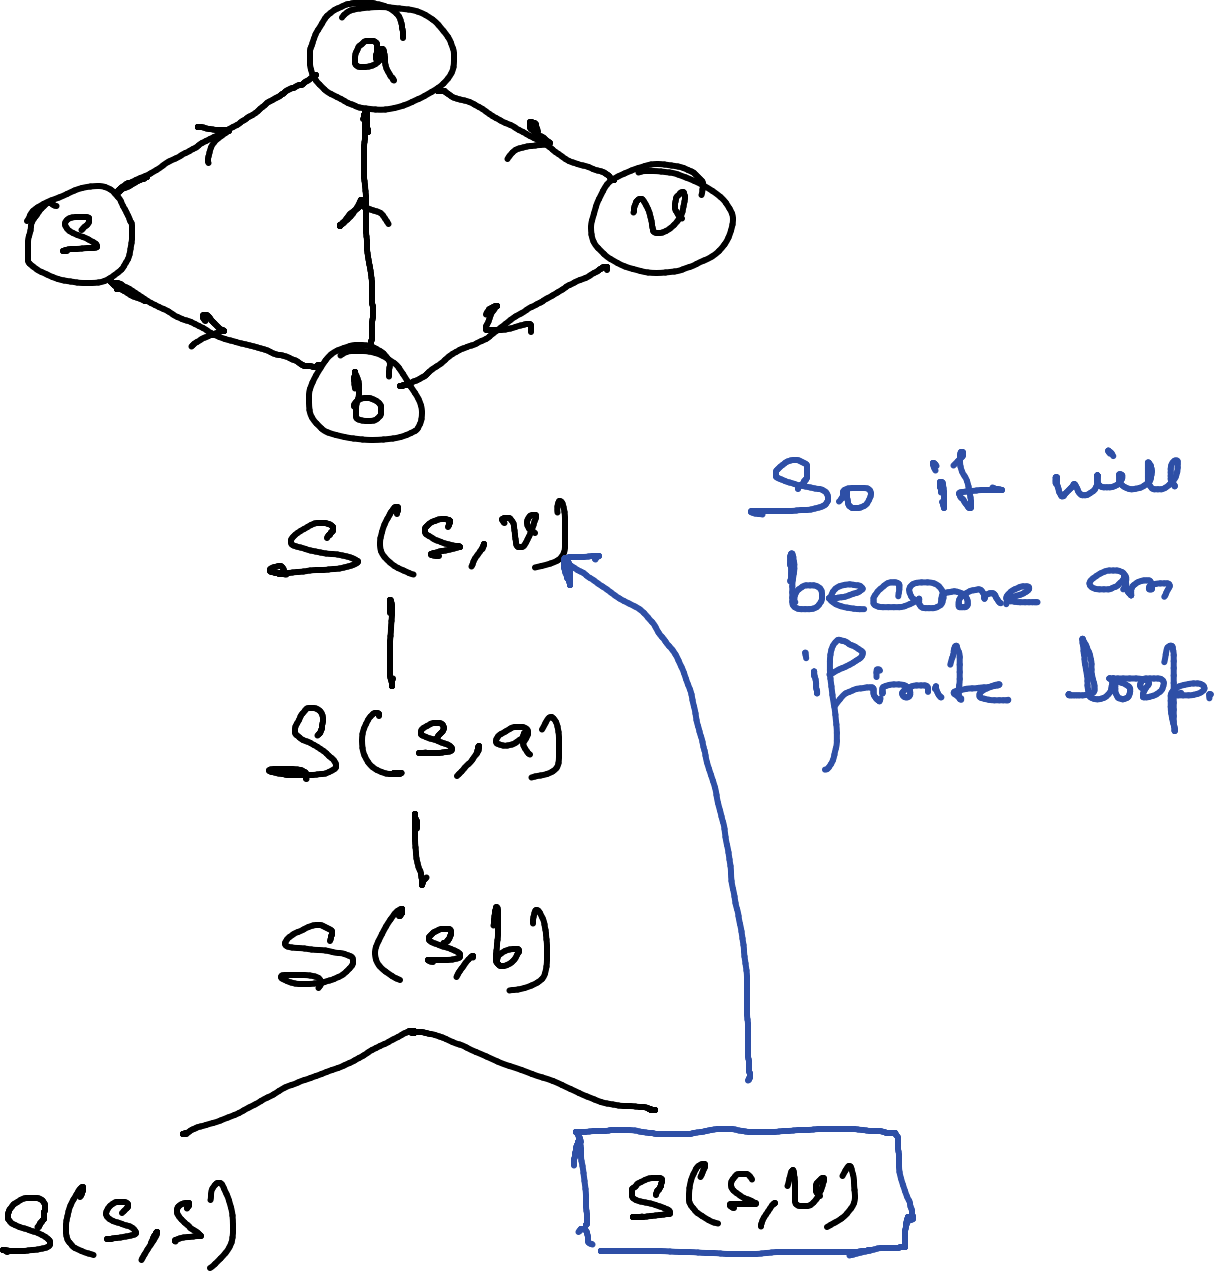 a
s
v
b
S(s,v)
So it will
become an
ifinite loop.
S(s,a)
S(s,b)
S(s,s)
S(s,v)